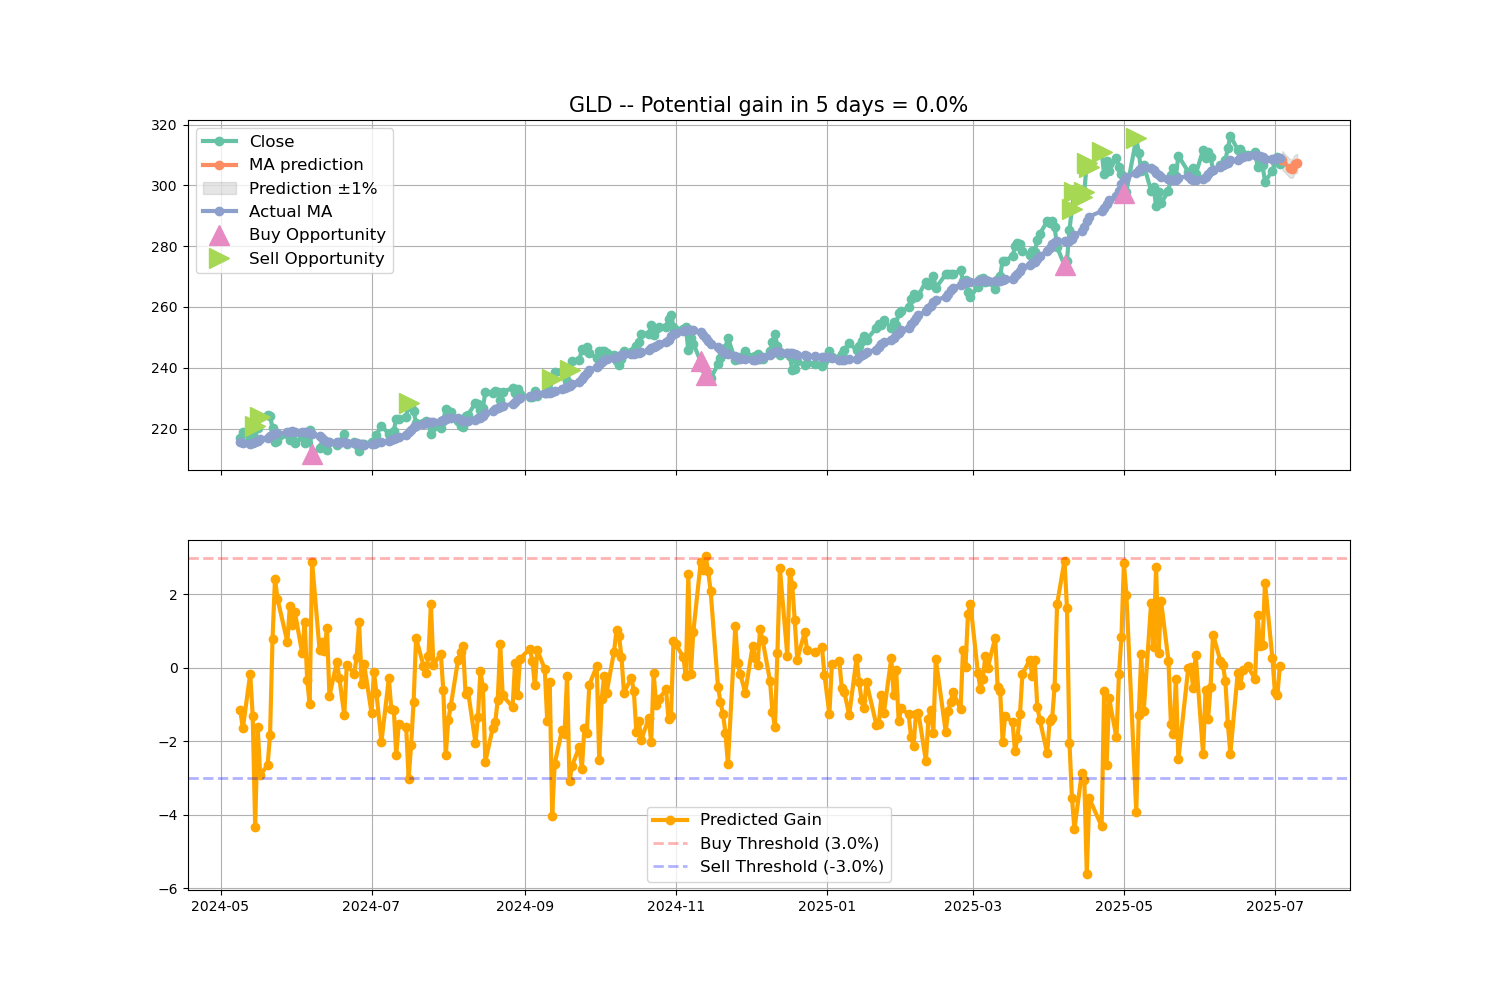 GLD -- Potential gain in 5 days = 0.0%
320
300
280
260
240
220
Close
MA prediction
Prediction ±1%
Actual MA
Buy Opportunity
Sell Opportunity
2
0
−2
−4
−6
Predicted Gain
Buy Threshold (3.0%)
Sell Threshold (-3.0%)
2024-05
2024-07
2024-09
2024-11
2025-01
2025-03
2025-05
2025-07